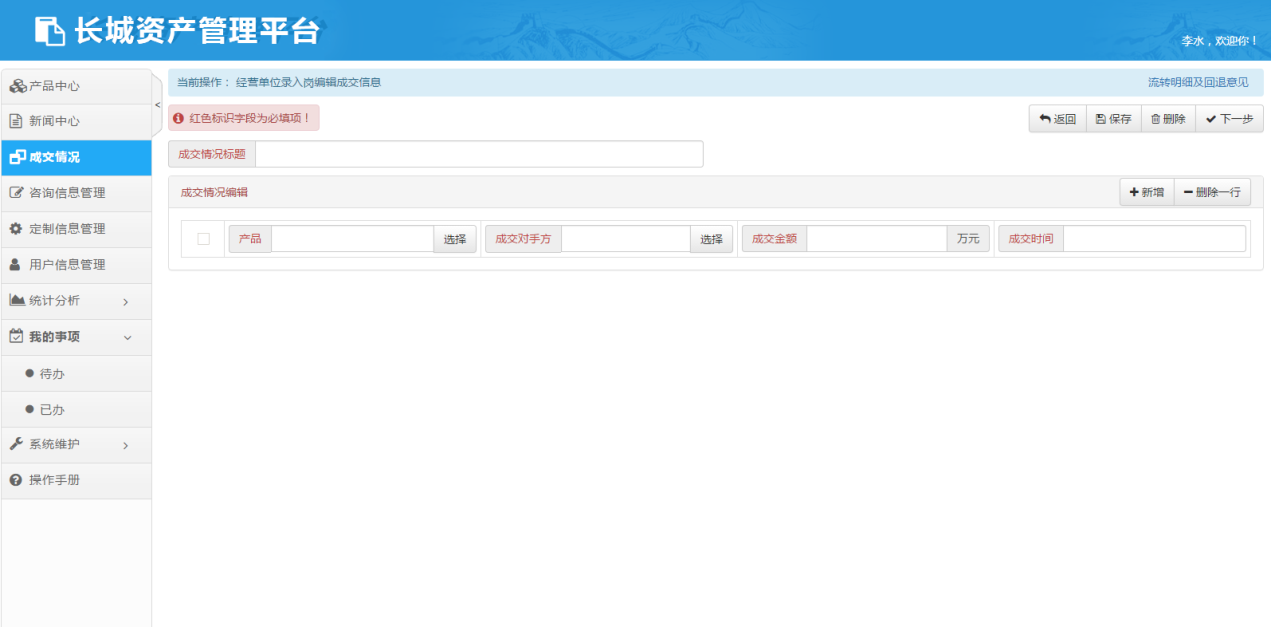 长城资产管理平台
李水，欢迎你！
产品中心
新闻中心
成交情况
咨询信息管理
定制信息管理
用户信息管理
统计分析
我的事项
待办
已办
系统维护
操作手册
<
当前操作： 经营单位录入岗编辑成交信息
流转明细及回退意见
红色标识字段为必填项！
返回 保存 删除 下一步
成交情况标题
成交情况编辑
新增 删除一行
产品 选择 成交对手方 选择 成交金额 万元 成交时间